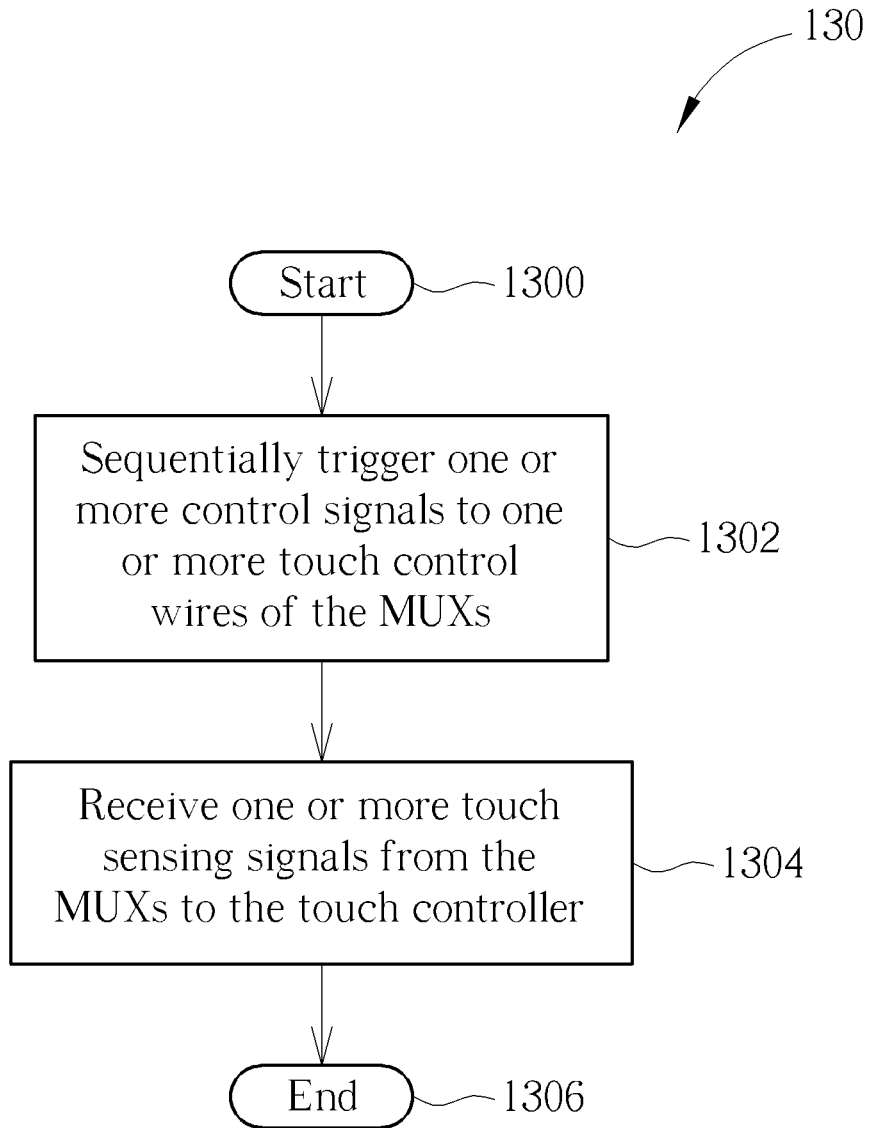 130
Start
1300
Sequentially trigger one or
more control signals to one
or more touch control
wires of the MUXs
1302
Receive one or more touch
sensing signals from the
MUXs to the touch controller
1304
End
1306